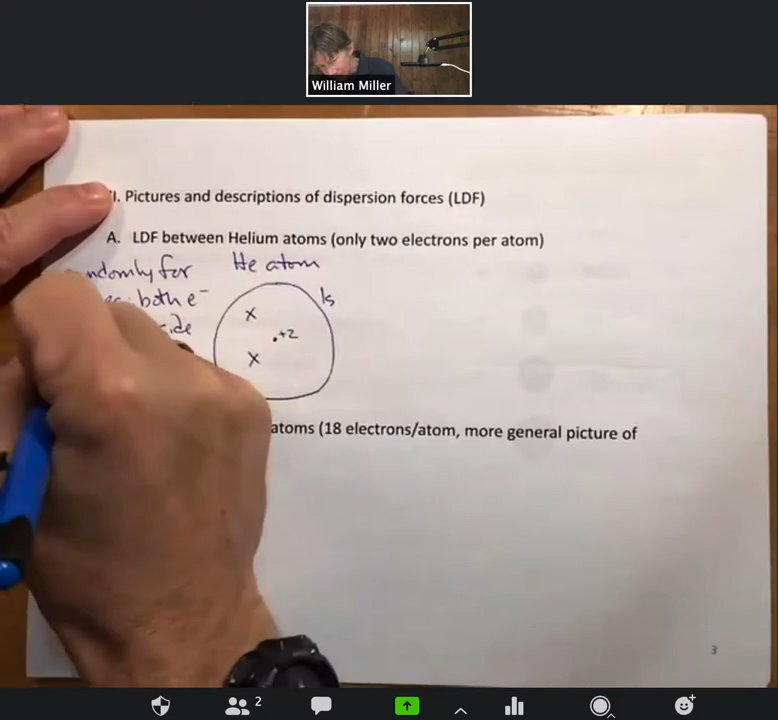 William Miller
I. Pictures and descriptions of dispersion forces (LDF)
A. LDF between Helium atoms (only two electrons per atom)
ndomly for He atom
both e⁻ 1s
side
x
.+2
x
atoms (18 electrons/atom, more general picture of
3
2